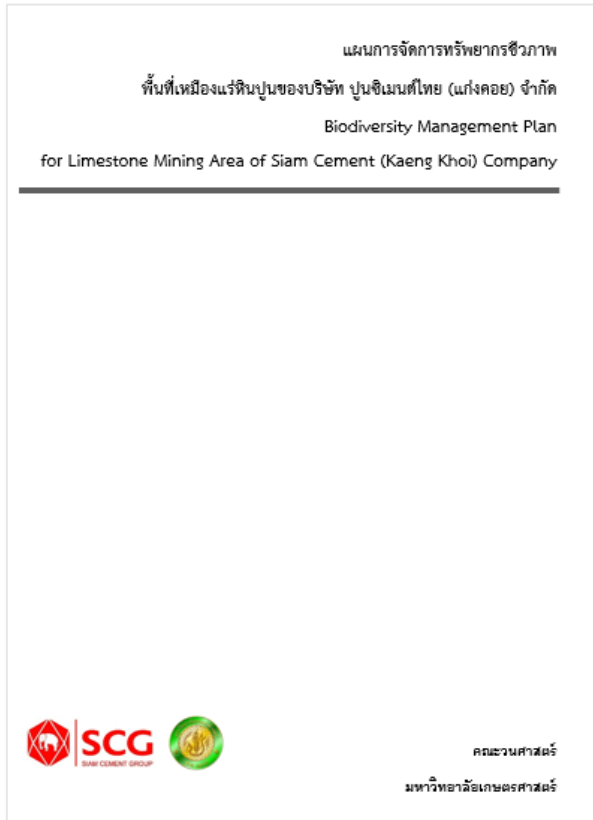 แผนการจัดการทรัพยากรชีวภาพ
พื้นที่เหมืองแร่หินปูนของบริษัท ปูนซิเมนต์ไทย (แก่งคอย) จำกัด
Biodiversity Management Plan
for Limestone Mining Area of Siam Cement (Kaeng Khoi) Company
SCG
SIAM CEMENT GROUP
คณะวนศาสตร์
มหาวิทยาลัยเกษตรศาสตร์